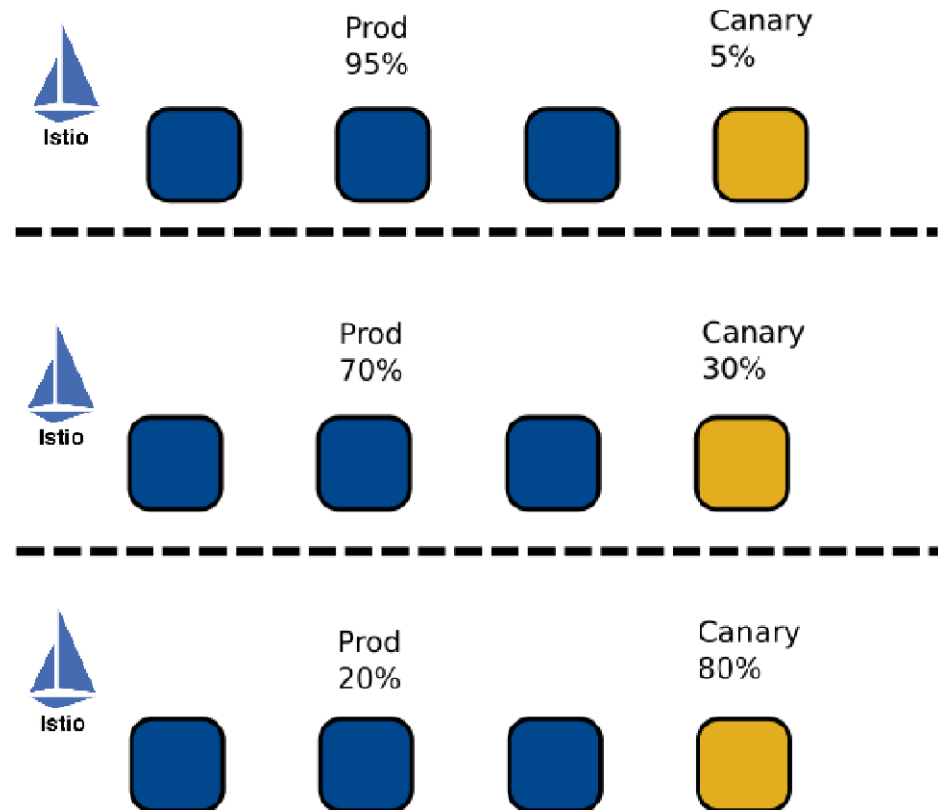 Prod
95%
Canary
5%
Istio
Prod
70%
Canary
30%
Istio
Prod
20%
Canary
80%
Istio